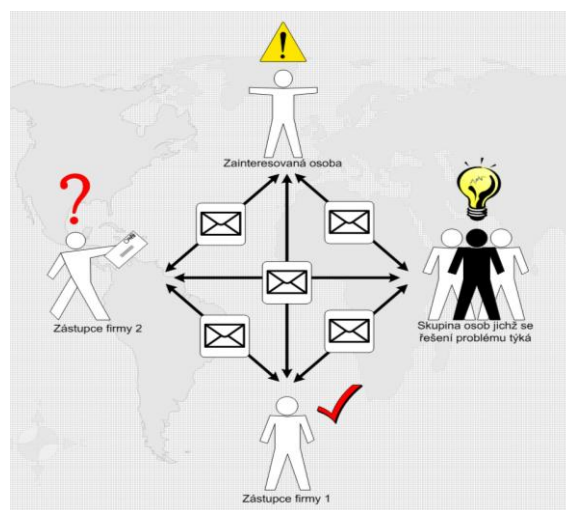 Zainteresovaná osoba
Zástupce firmy 2
Skupina osob jichž se
řešení problému týká
Zástupce firmy 1